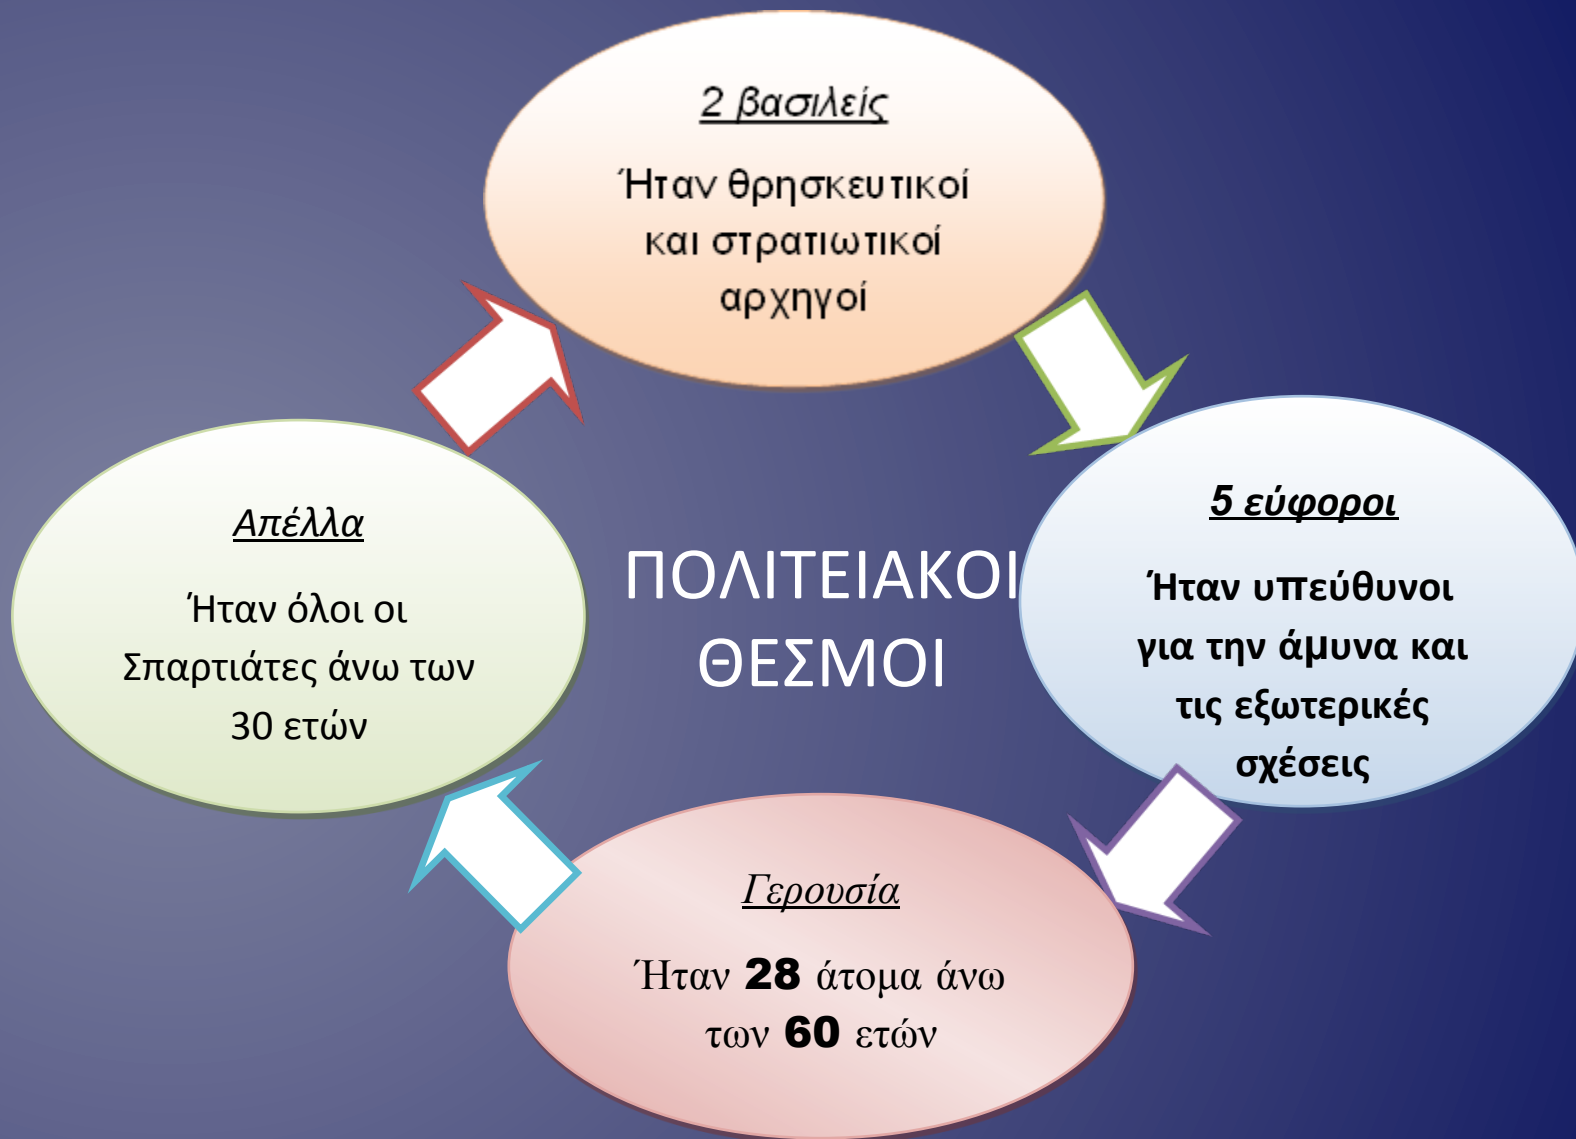 2 βασιλείς
Ήταν θρησκευτικοί
και στρατιωτικοί
αρχηγοί
5 εύφοροι
Ήταν υπεύθυνοι
για την άμυνα και
τις εξωτερικές
σχέσεις
Γερουσία
Ήταν 28 άτομα άνω
των 60 ετών
Απέλλα
Ήταν όλοι οι
Σπαρτιάτες άνω των
30 ετών
ΠΟΛΙΤΕΙΑΚΟΙ
ΘΕΣΜΟΙ